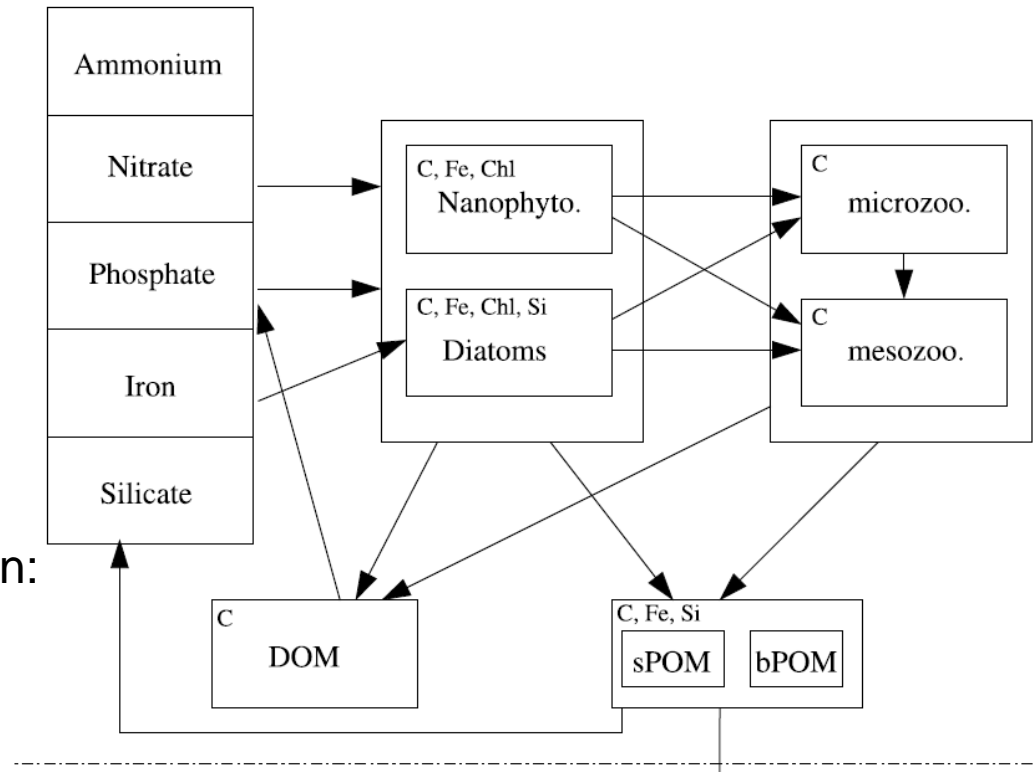 Ammonium
Nitrate
Phosphate
Iron
Silicate
C, Fe, Chl
Nanophyto.
C, Fe, Chl, Si
Diatoms
C
microzoo.
C
mesozoo.
n:
C
DOM
C, Fe, Si
sPOM
bPOM